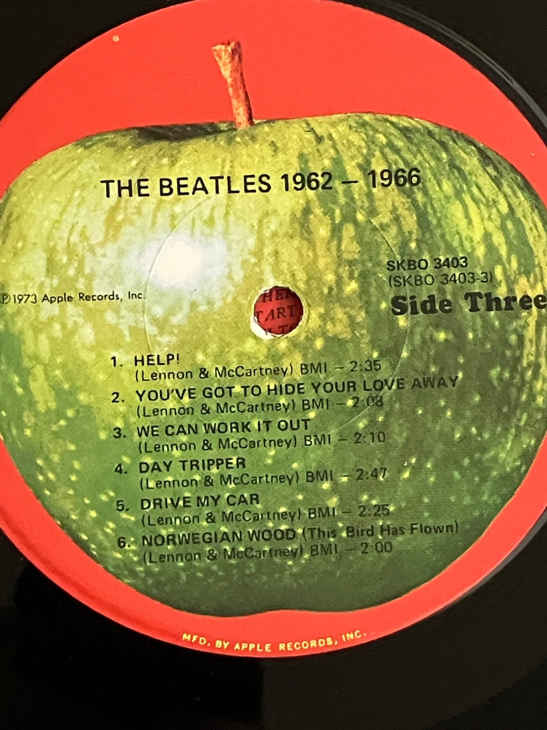 THE BEATLES 1962 – 1966
℗1973 Apple Records, Inc.
SKBO 3403
(SKBO 3403-3)
Side Three
1. HELP!
(Lennon & McCartney) BMI – 2:35
2. YOU'VE GOT TO HIDE YOUR LOVE AWAY
(Lennon & McCartney) BMI – 2:08
3. WE CAN WORK IT OUT
(Lennon & McCartney) BMI – 2:10
4. DAY TRIPPER
(Lennon & McCartney) BMI – 2:47
5. DRIVE MY CAR
(Lennon & McCartney) BMI – 2:25
6. NORWEGIAN WOOD (This Bird Has Flown)
(Lennon & McCartney) BMI – 2:00
MFD. BY APPLE RECORDS, INC.